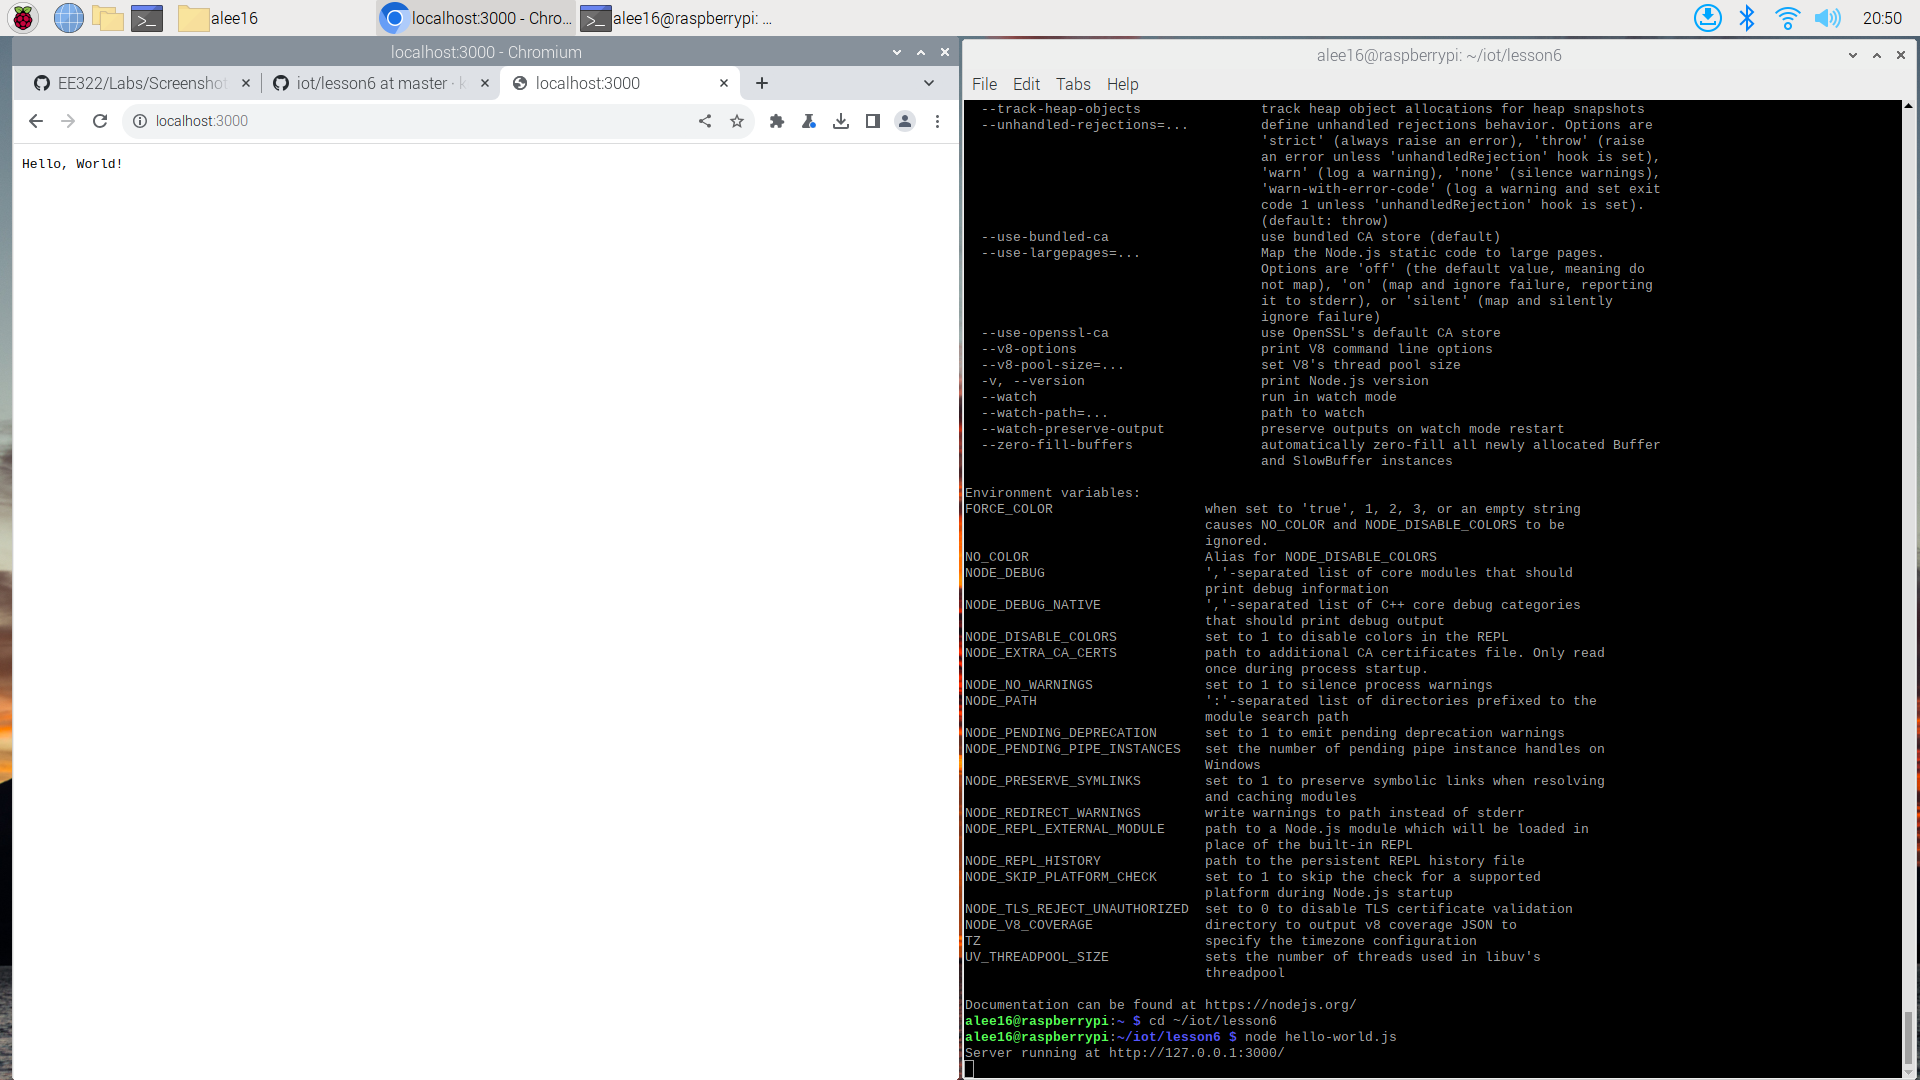 alee16
localhost:3000 - Chro...
alee16@raspberrypi: ~...
20:50
localhost:3000 - Chromium
EE322/Labs/Screenshot
iot/lesson6 at master · k
localhost:3000
localhost:3000
Hello, World!
alee16@raspberrypi: ~/iot/lesson6
File Edit Tabs Help
--track-heap-objects track heap object allocations for heap snapshots
--unhandled-rejections=... define unhandled rejections behavior. Options are
'strict' (always raise an error), 'throw' (raise
an error unless 'unhandledRejection' hook is set),
'warn' (log a warning), 'none' (silence warnings),
'warn-with-error-code' (log a warning and set exit
code 1 unless 'unhandledRejection' hook is set).
(default: throw)
--use-bundled-ca use bundled CA store (default)
--use-largepages=... Map the Node.js static code to large pages.
Options are 'off' (the default value, meaning do
not map), 'on' (map and ignore failure, reporting
it to stderr), or 'silent' (map and silently
ignore failure)
--use-openssl-ca use OpenSSL's default CA store
--v8-options print V8 command line options
--v8-pool-size=... set V8's thread pool size
-v, --version print Node.js version
--watch run in watch mode
--watch-path=... path to watch
--watch-preserve-output preserve outputs on watch mode restart
--zero-fill-buffers automatically zero-fill all newly allocated Buffer
and SlowBuffer instances
Environment variables:
FORCE_COLOR when set to 'true', 1, 2, 3, or an empty string
causes NO_COLOR and NODE_DISABLE_COLORS to be
ignored.
NO_COLOR Alias for NODE_DISABLE_COLORS
NODE_DEBUG ','-separated list of core modules that should
print debug information
NODE_DEBUG_NATIVE ','-separated list of C++ core debug categories
that should print debug output
NODE_DISABLE_COLORS set to 1 to disable colors in the REPL
NODE_EXTRA_CA_CERTS path to additional CA certificates file. Only read
once during process startup.
NODE_NO_WARNINGS set to 1 to silence process warnings
NODE_PATH ':'-separated list of directories prefixed to the
module search path
NODE_PENDING_DEPRECATION set to 1 to emit pending deprecation warnings
NODE_PENDING_PIPE_INSTANCES set the number of pending pipe instance handles on
Windows
NODE_PRESERVE_SYMLINKS set to 1 to preserve symbolic links when resolving
and caching modules
NODE_REDIRECT_WARNINGS write warnings to path instead of stderr
NODE_REPL_EXTERNAL_MODULE path to a Node.js module which will be loaded in
place of the built-in REPL
NODE_REPL_HISTORY path to the persistent REPL history file
NODE_SKIP_PLATFORM_CHECK set to 1 to skip the check for a supported
platform during Node.js startup
NODE_TLS_REJECT_UNAUTHORIZED set to 0 to disable TLS certificate validation
NODE_V8_COVERAGE directory to output v8 coverage JSON to
TZ specify the timezone configuration
UV_THREADPOOL_SIZE sets the number of threads used in libuv's
threadpool
Documentation can be found at https://nodejs.org/
alee16@raspberrypi:~ $ cd ~/iot/lesson6
alee16@raspberrypi:~/iot/lesson6 $ node hello-world.js
Server running at http://127.0.0.1:3000/